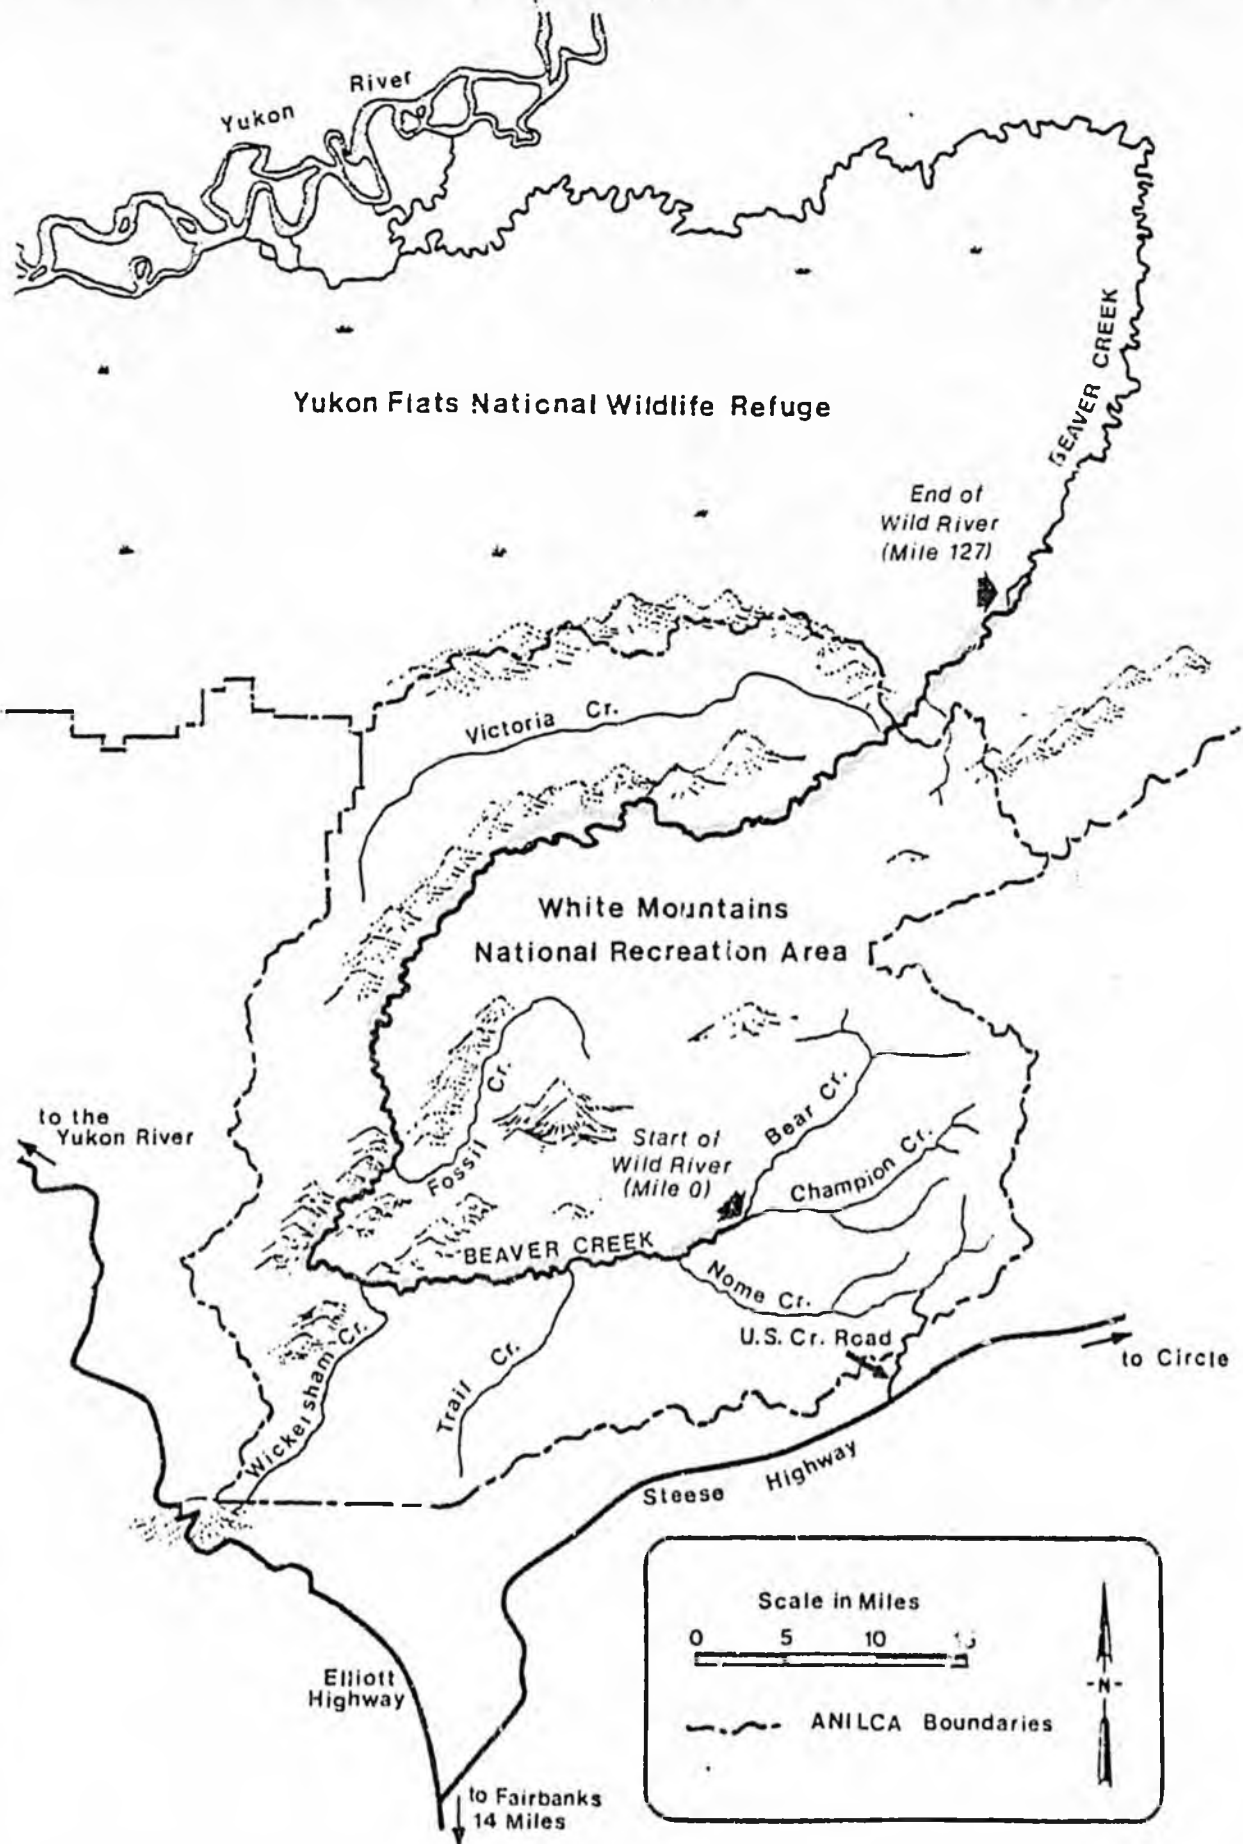 Yukon River
Yukon Flats National Wildlife Refuge
BEAVER CREEK
End of
Wild River
(Mile 127)
Victoria Cr.
White Mountains
National Recreation Area
Fossil Cr.
Bear Cr.
to the
Yukon River
Start of
Wild River
(Mile 0)
Champion Cr.
BEAVER CREEK
Nome Cr.
U.S. Cr. Road
to Circle
Wickersham Cr.
Trail Cr.
Steese Highway
Scale in Miles
0 5 10 15
-N-
ANILCA Boundaries
Elliott
Highway
to Fairbanks
14 Miles